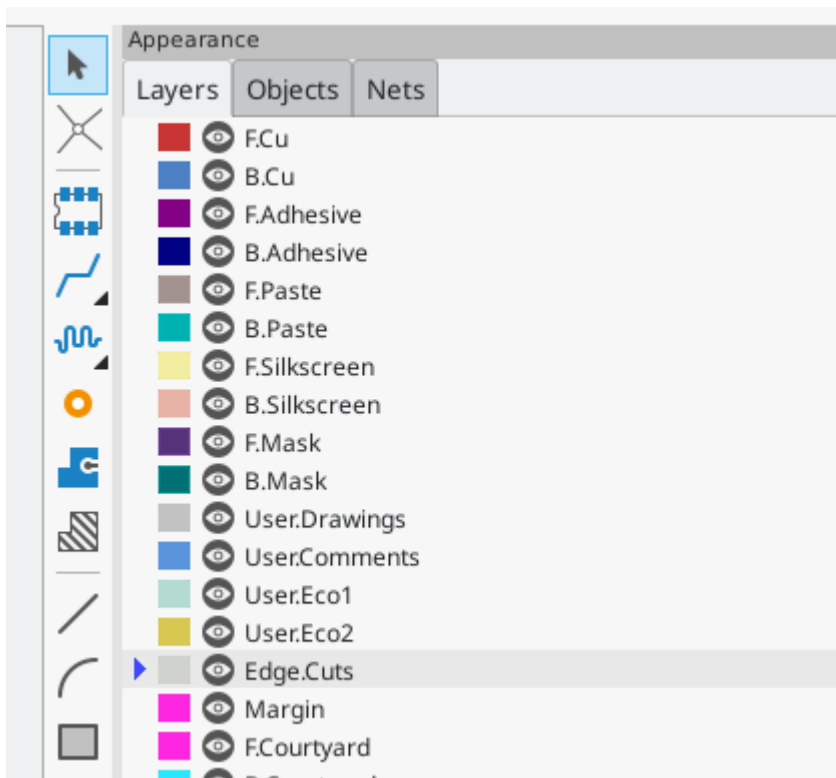 Appearance
Layers Objects Nets
F.Cu
B.Cu
F.Adhesive
B.Adhesive
F.Paste
B.Paste
F.Silkscreen
B.Silkscreen
F.Mask
B.Mask
User.Drawings
User.Comments
User.Eco1
User.Eco2
Edge.Cuts
Margin
F.Courtyard